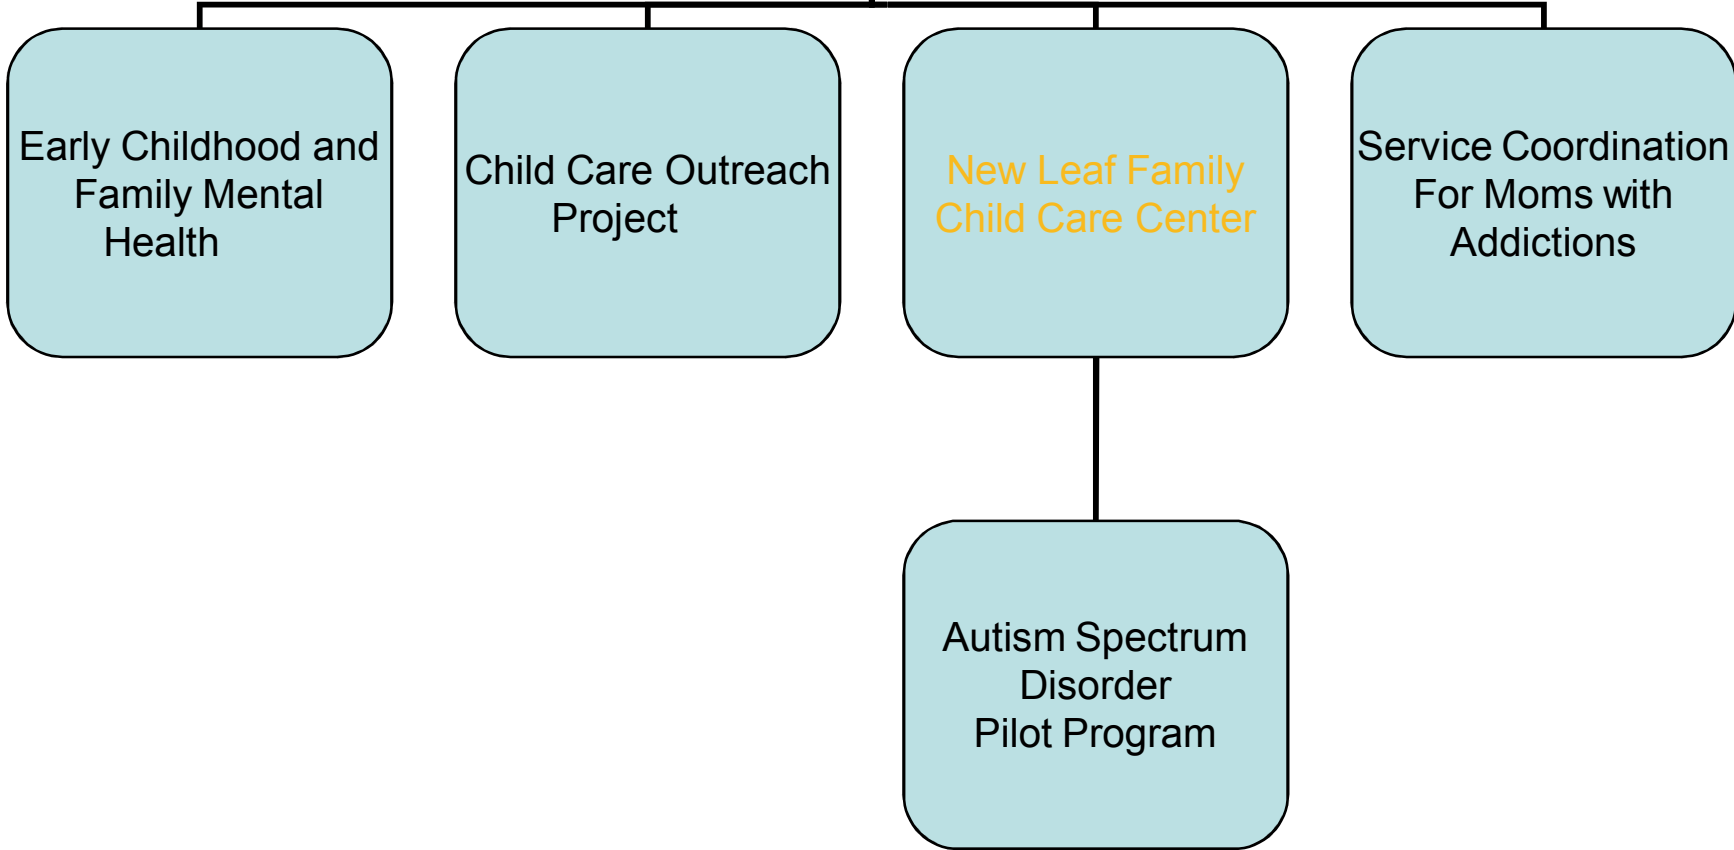 Early Childhood and
Family Mental
Health
Child Care Outreach
Project
New Leaf Family
Child Care Center
Service Coordination
For Moms with
Addictions
Autism Spectrum
Disorder
Pilot Program